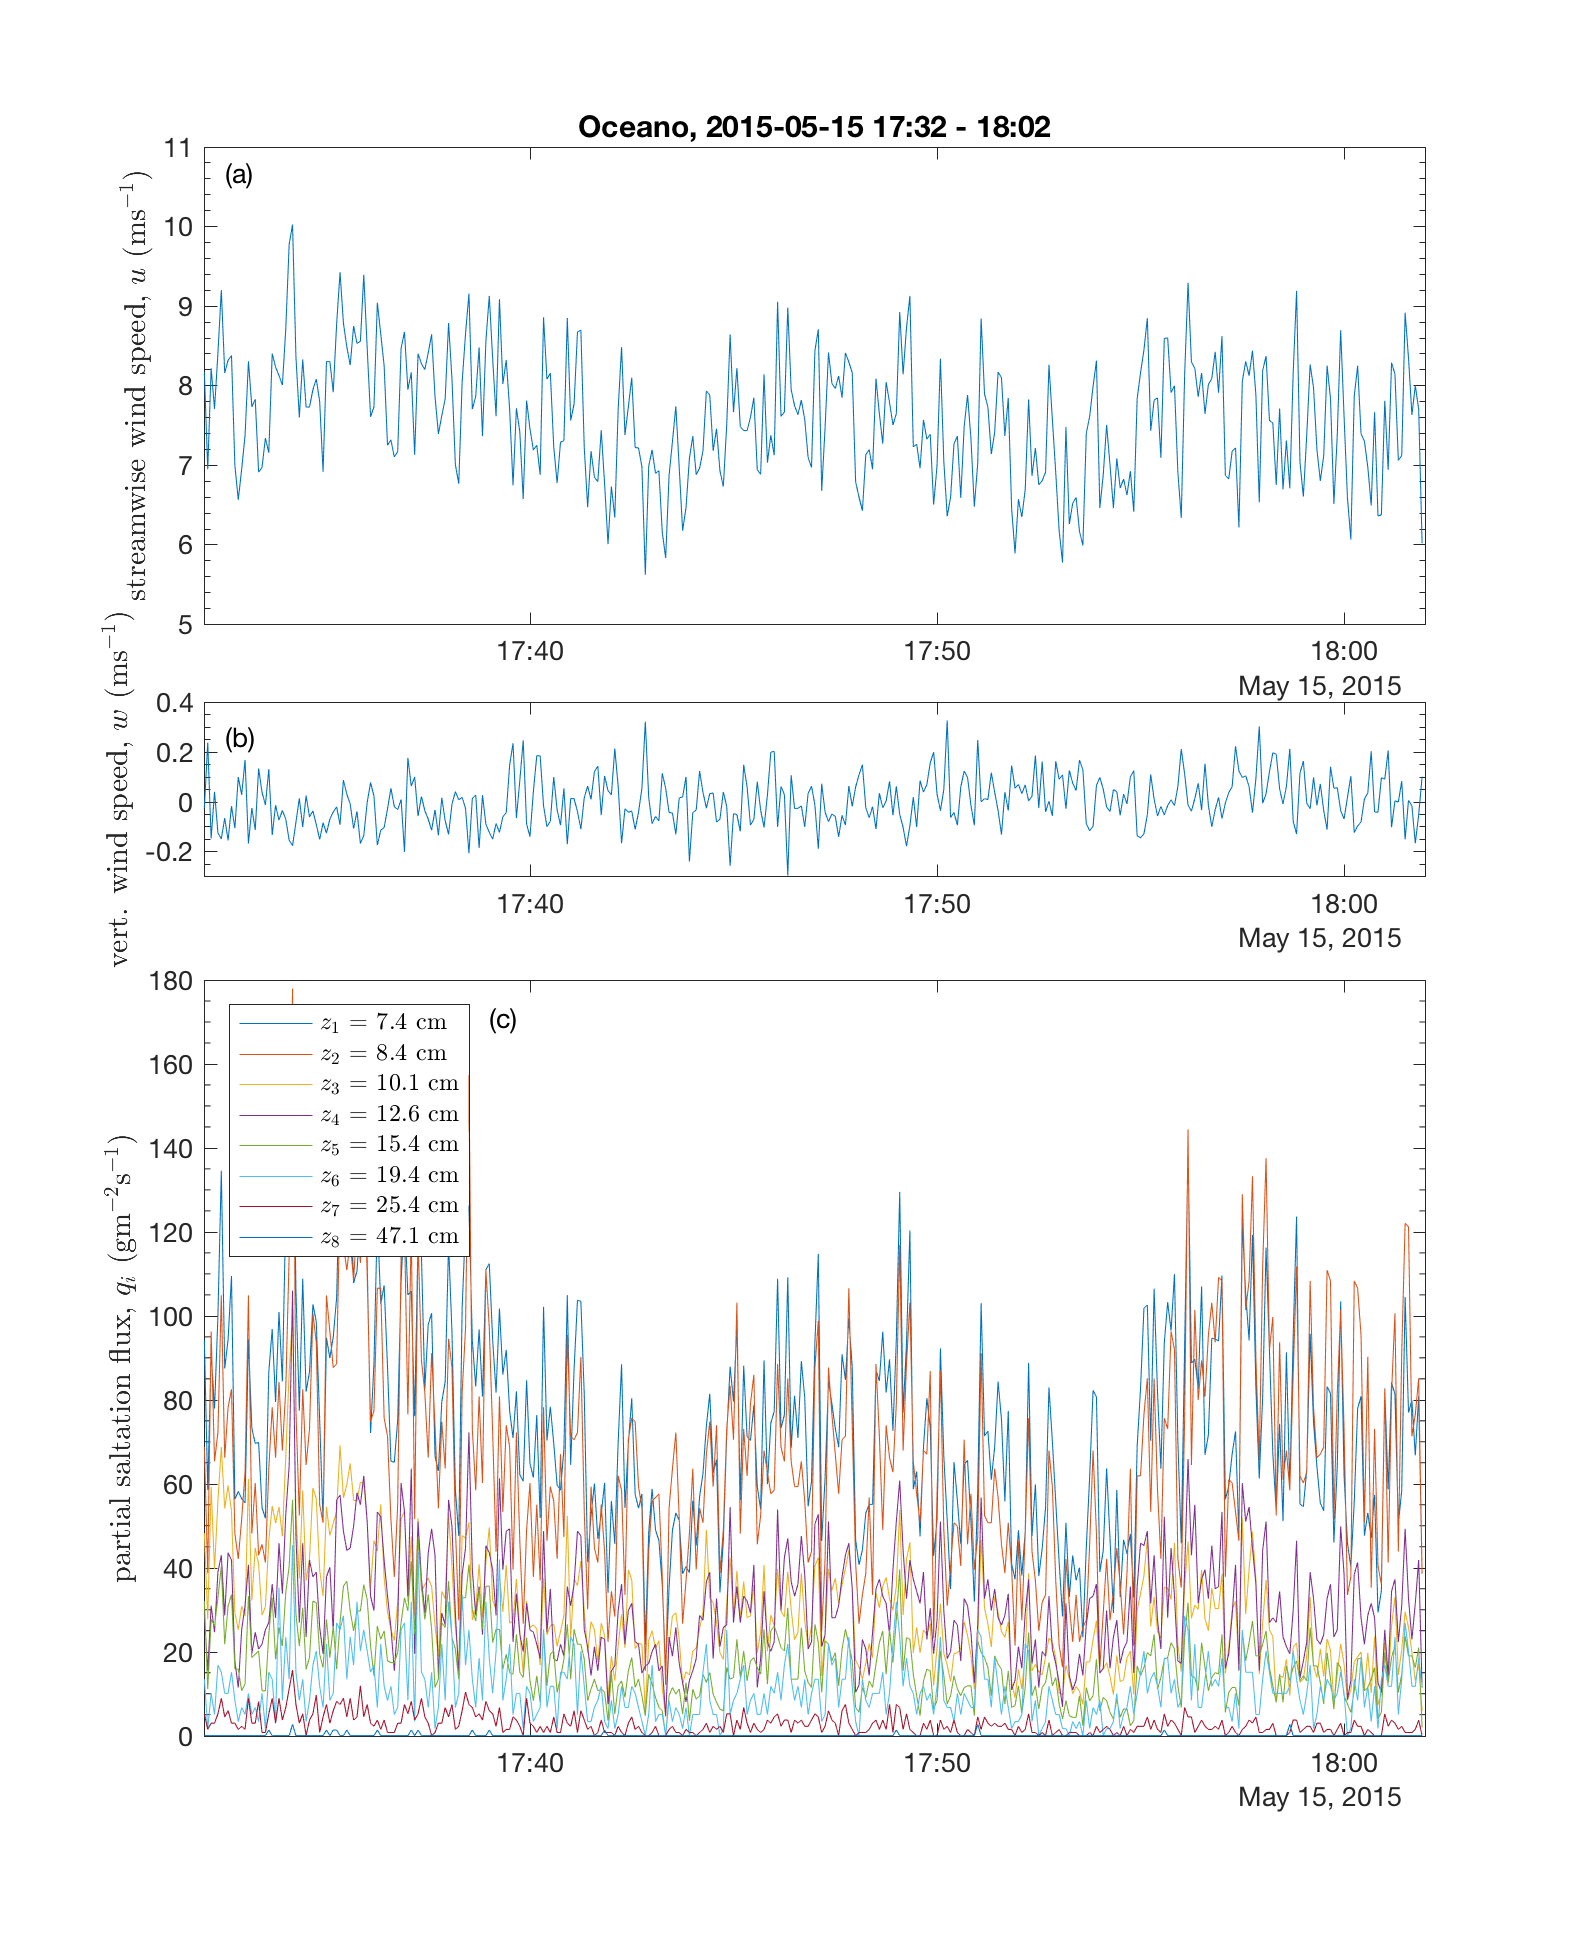 Oceano, 2015-05-15 17:32 - 18:02
(a)
streamwise wind speed, u (ms⁻¹)
11
10
9
8
7
6
5
17:40 17:50 18:00
May 15, 2015
(b)
vert. wind speed, w (ms⁻¹)
0.4
0.2
0
-0.2
17:40 17:50 18:00
May 15, 2015
(c)
partial saltation flux, qᵢ (gm⁻²s⁻¹)
180
160
140
120
100
80
60
40
20
0
z₁ = 7.4 cm
z₂ = 8.4 cm
z₃ = 10.1 cm
z₄ = 12.6 cm
z₅ = 15.4 cm
z₆ = 19.4 cm
z₇ = 25.4 cm
z₈ = 47.1 cm
17:40 17:50 18:00
May 15, 2015